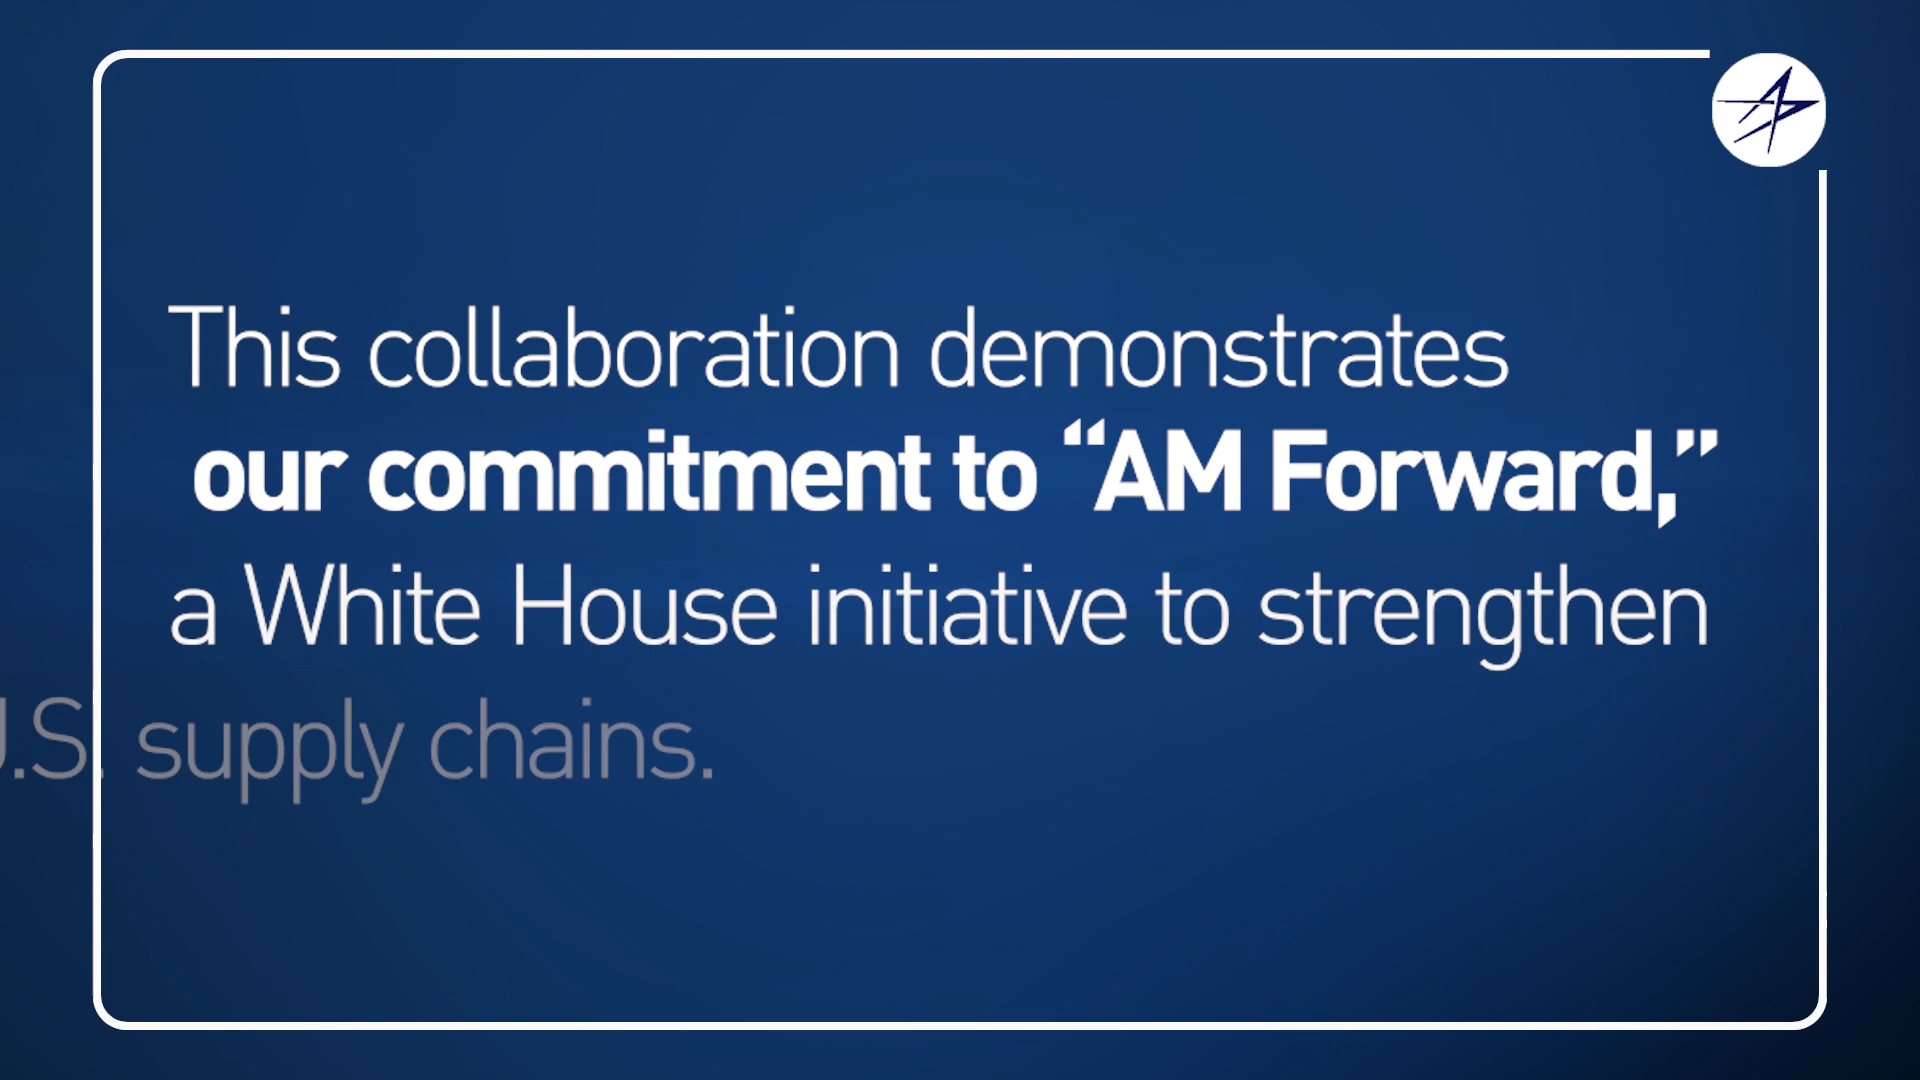 This collaboration demonstrates
our commitment to “AM Forward,”
a White House initiative to strengthen
U.S. supply chains.